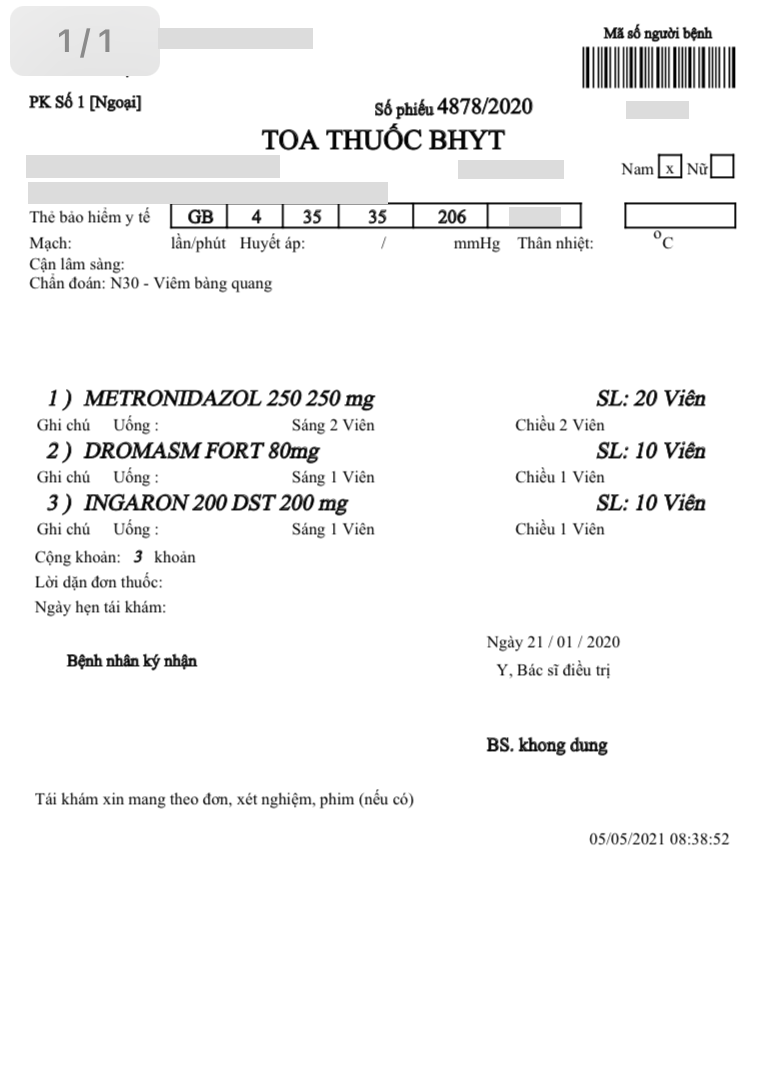 1/1
Mã số người bệnh
PK Số 1 [Ngoại]
Số phiếu 4878/2020
TOA THUỐC BHYT
Nam x Nữ
Thẻ bảo hiểm y tế GB 4 35 35 206
Mạch: lần/phút Huyết áp: / mmHg Thân nhiệt: °C
Cận lâm sàng:
Chẩn đoán: N30 - Viêm bàng quang
1 ) METRONIDAZOL 250 250 mg SL: 20 Viên
Ghi chú Uống : Sáng 2 Viên Chiều 2 Viên
2 ) DROMASM FORT 80mg SL: 10 Viên
Ghi chú Uống : Sáng 1 Viên Chiều 1 Viên
3 ) INGARON 200 DST 200 mg SL: 10 Viên
Ghi chú Uống : Sáng 1 Viên Chiều 1 Viên
Cộng khoản: 3 khoản
Lời dặn đơn thuốc:
Ngày hẹn tái khám:
Ngày 21 / 01 / 2020
Bệnh nhân ký nhận
Y, Bác sĩ điều trị
BS. khong dung
Tái khám xin mang theo đơn, xét nghiệm, phim (nếu có)
05/05/2021 08:38:52